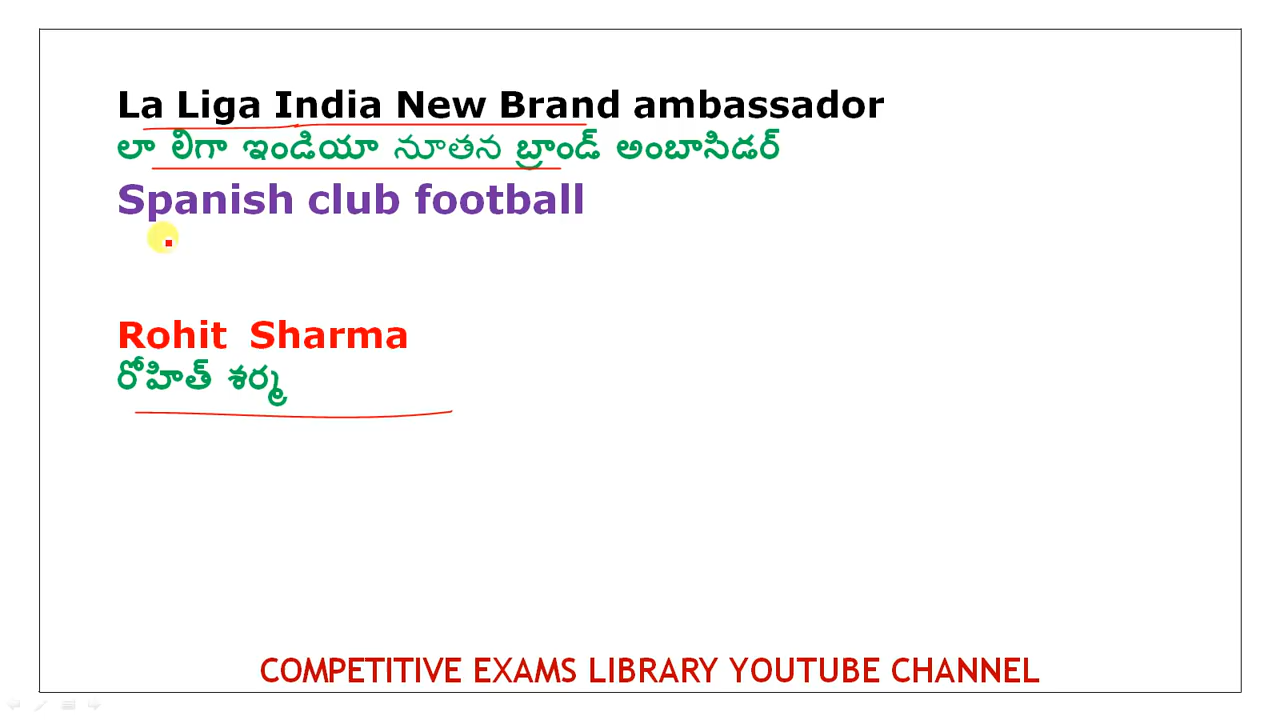 La Liga India New Brand ambassador
లా లిగా ఇండియా నూతన బ్రాండ్ అంబాసిడర్
Spanish club football
Rohit Sharma
రోహిత్ శర్మ
COMPETITIVE EXAMS LIBRARY YOUTUBE CHANNEL